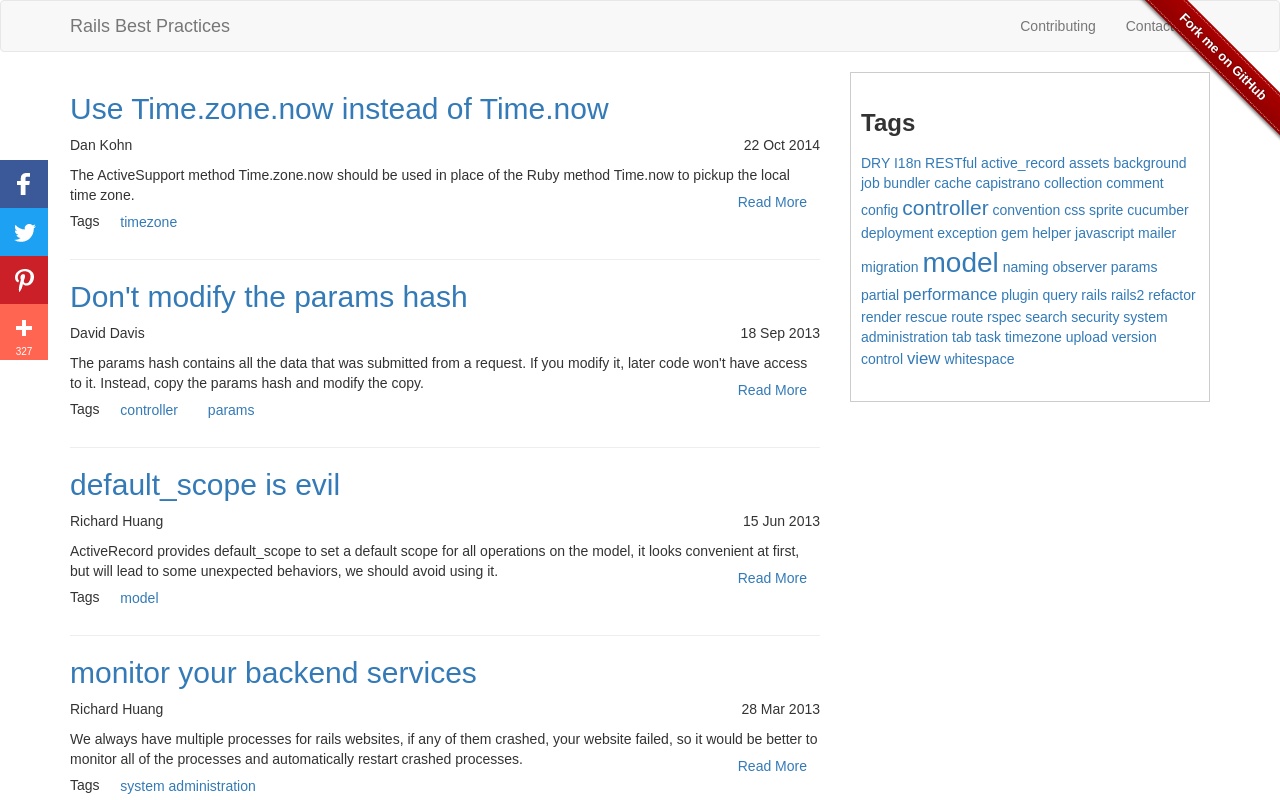 Rails Best Practices
Contributing
Contact
Fork me on GitHub
Use Time.zone.now instead of Time.now
Dan Kohn
22 Oct 2014
The ActiveSupport method Time.zone.now should be used in place of the Ruby method Time.now to pickup the local
time zone.
Read More
Tags timezone
Don't modify the params hash
David Davis
18 Sep 2013
The params hash contains all the data that was submitted from a request. If you modify it, later code won't have access
to it. Instead, copy the params hash and modify the copy.
Read More
Tags controller params
default_scope is evil
Richard Huang
15 Jun 2013
ActiveRecord provides default_scope to set a default scope for all operations on the model, it looks convenient at first,
but will lead to some unexpected behaviors, we should avoid using it.
Read More
Tags model
monitor your backend services
Richard Huang
28 Mar 2013
We always have multiple processes for rails websites, if any of them crashed, your website failed, so it would be better to
monitor all of the processes and automatically restart crashed processes.
Read More
Tags system administration
Tags
DRY I18n RESTful active_record assets background
job bundler cache capistrano collection comment
config controller convention css sprite cucumber
deployment exception gem helper javascript mailer
migration model naming observer params
partial performance plugin query rails rails2 refactor
render rescue route rspec search security system
administration tab task timezone upload version
control view whitespace
327